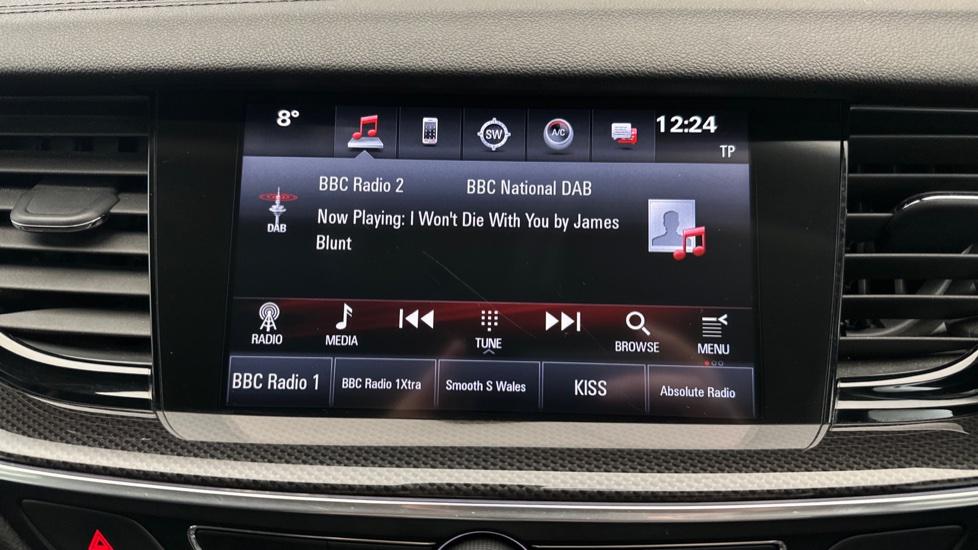 8°
SW
A/C
12:24
TP
BBC Radio 2
BBC National DAB
DAB
Now Playing: I Won't Die With You by James
Blunt
RADIO
MEDIA
TUNE
BROWSE
MENU
BBC Radio 1
BBC Radio 1Xtra
Smooth S Wales
KISS
Absolute Radio